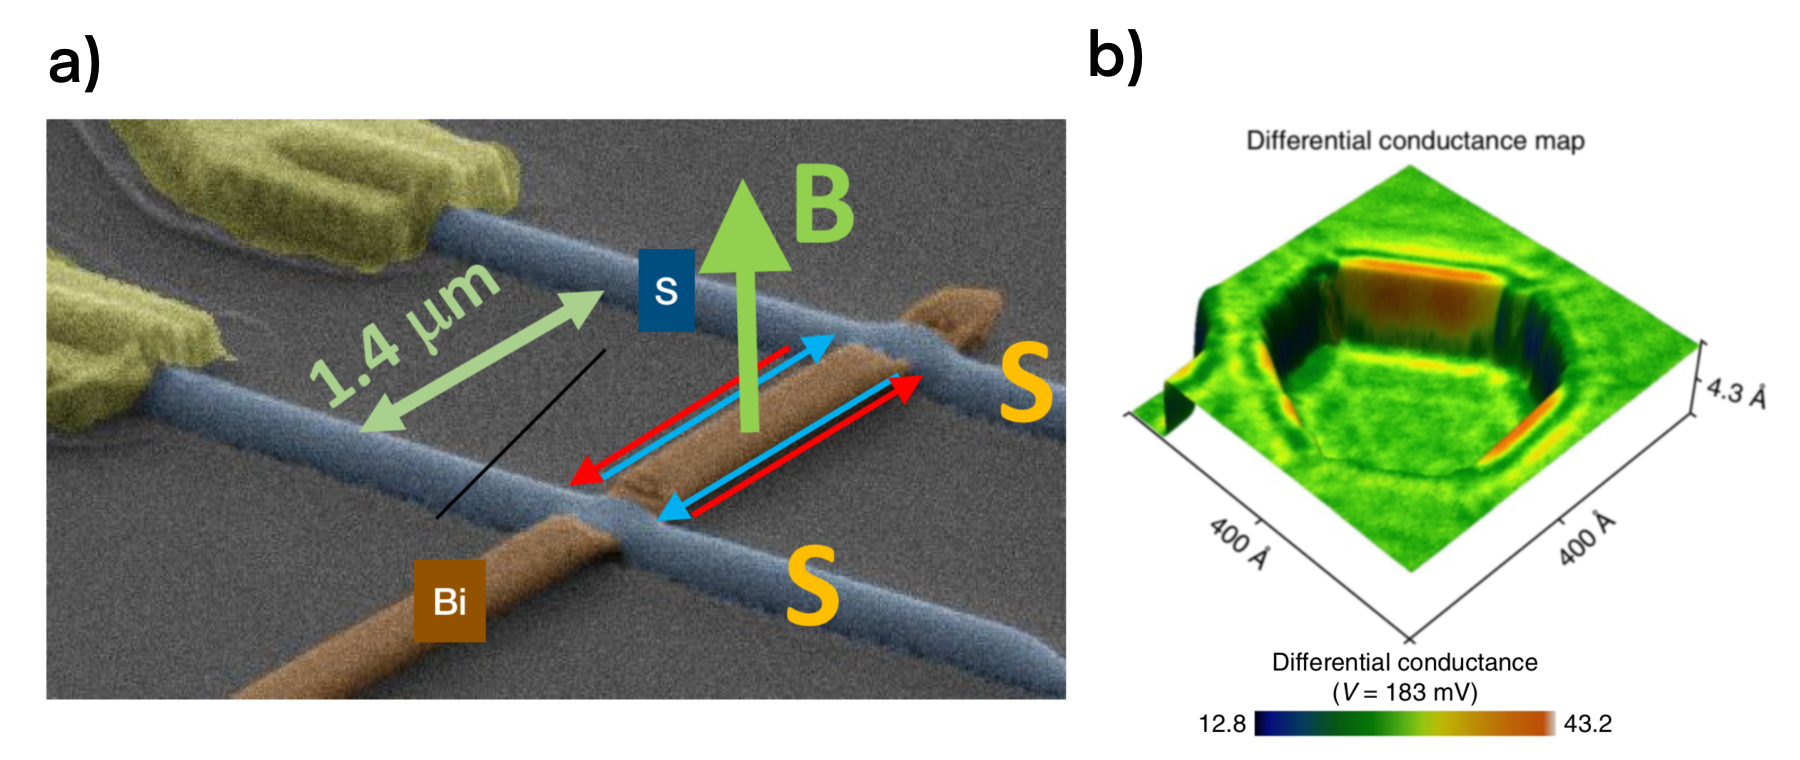 a)
b)
Differential conductance map
B
S
1.4 μm
S
4.3 Å
Bi
S
400 Å
400 Å
Differential conductance
(V = 183 mV)
12.8
43.2